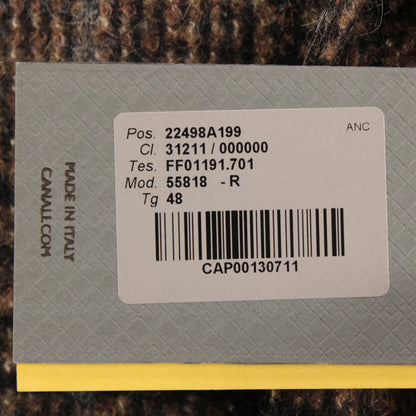 Pos. 22498A199
ANC
Cl. 31211 / 000000
Tes. FF01191.701
Mod. 55818 - R
Tg 48
CAP00130711
MADE IN ITALY
CANALI.COM